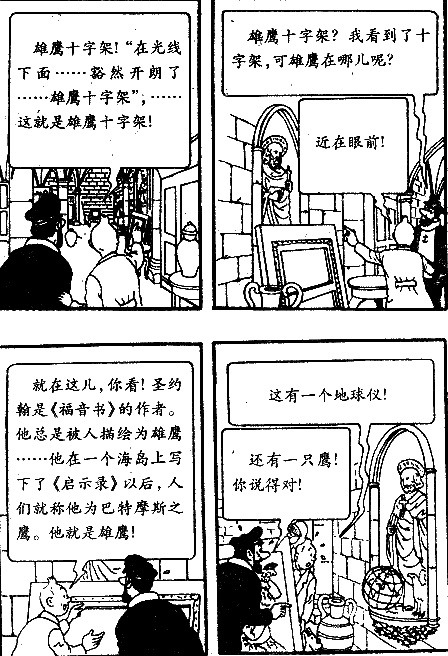 雄鹰十字架!“在光线
下面……豁然开朗了
……雄鹰十字架”,……
这就是雄鹰十字架!
雄鹰十字架?我看到了十
字架,可雄鹰在哪儿呢?
近在眼前!
就在这儿,你看!圣约
翰是《福音书》的作者。
他总是被人描绘为雄鹰
……他在一个海岛上写
下了《启示录》以后,人
们就称他为巴特摩斯之
鹰。他就是雄鹰!
这有一个地球仪!
还有一只鹰!
你说得对!